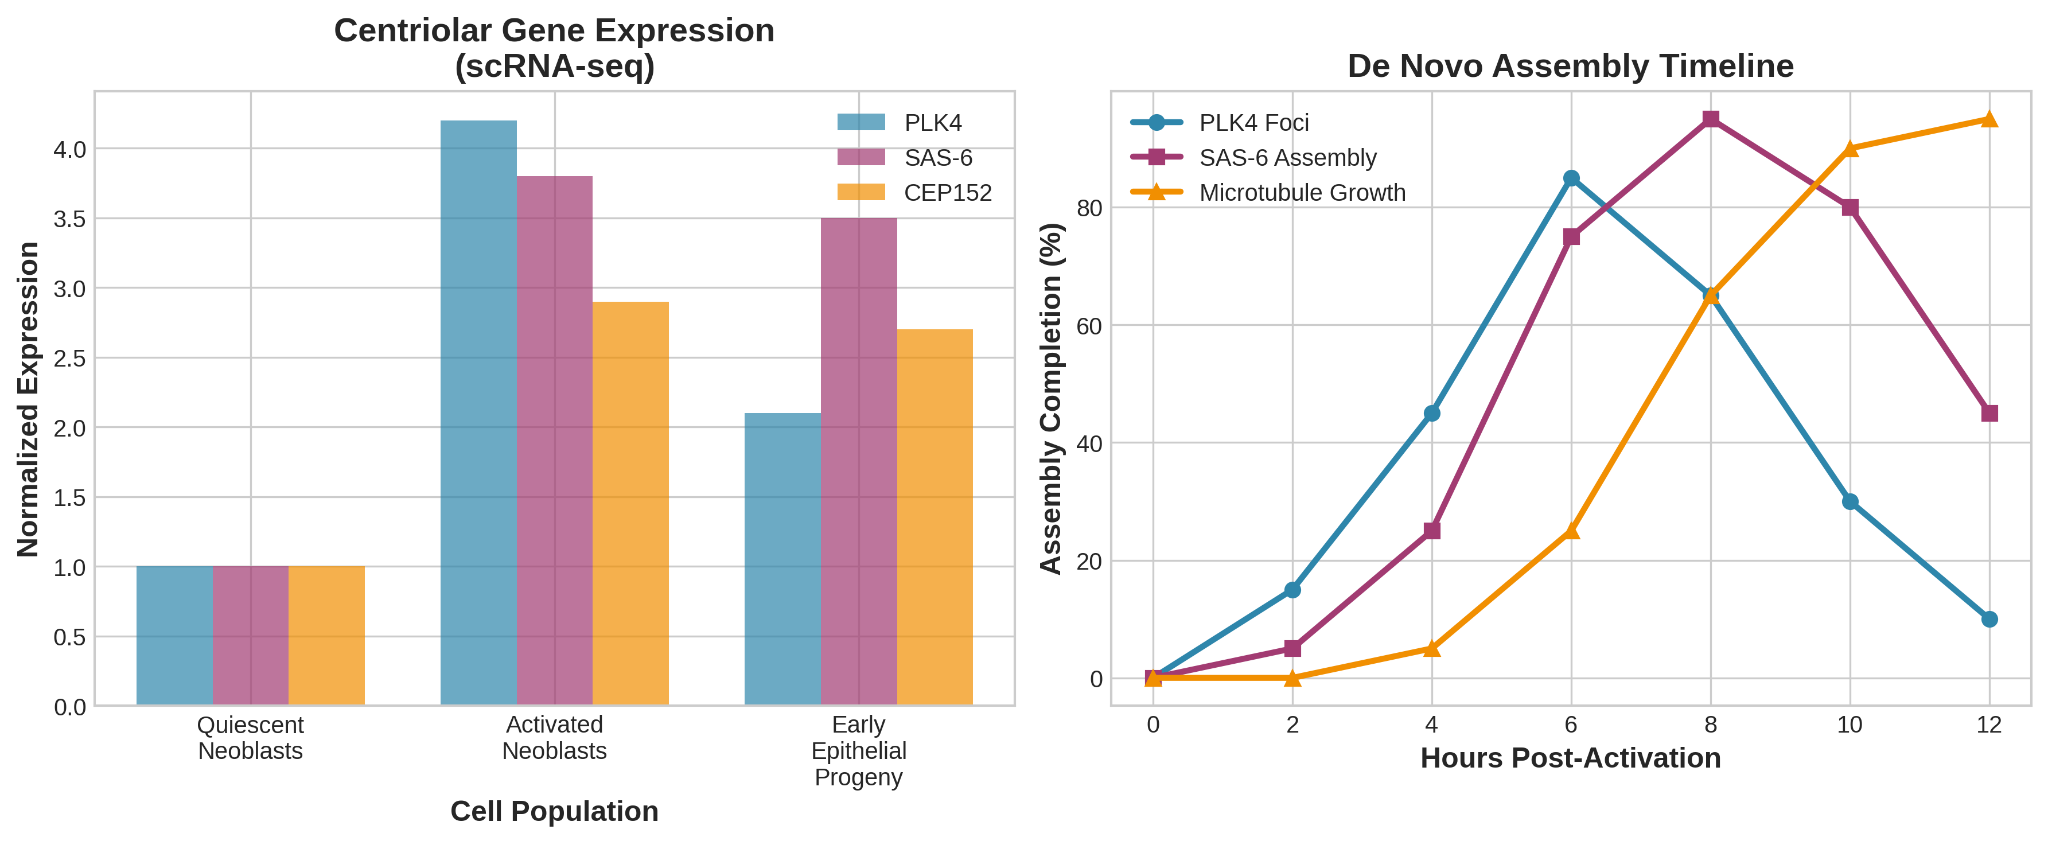 Centriolar Gene Expression
(scRNA-seq)
PLK4
SAS-6
CEP152
Normalized Expression
4.0
3.5
3.0
2.5
2.0
1.5
1.0
0.5
0.0
Quiescent
Neoblasts
Activated
Neoblasts
Early
Epithelial
Progeny
Cell Population
De Novo Assembly Timeline
PLK4 Foci
SAS-6 Assembly
Microtubule Growth
Assembly Completion (%)
80
60
40
20
0
0 2 4 6 8 10 12
Hours Post-Activation